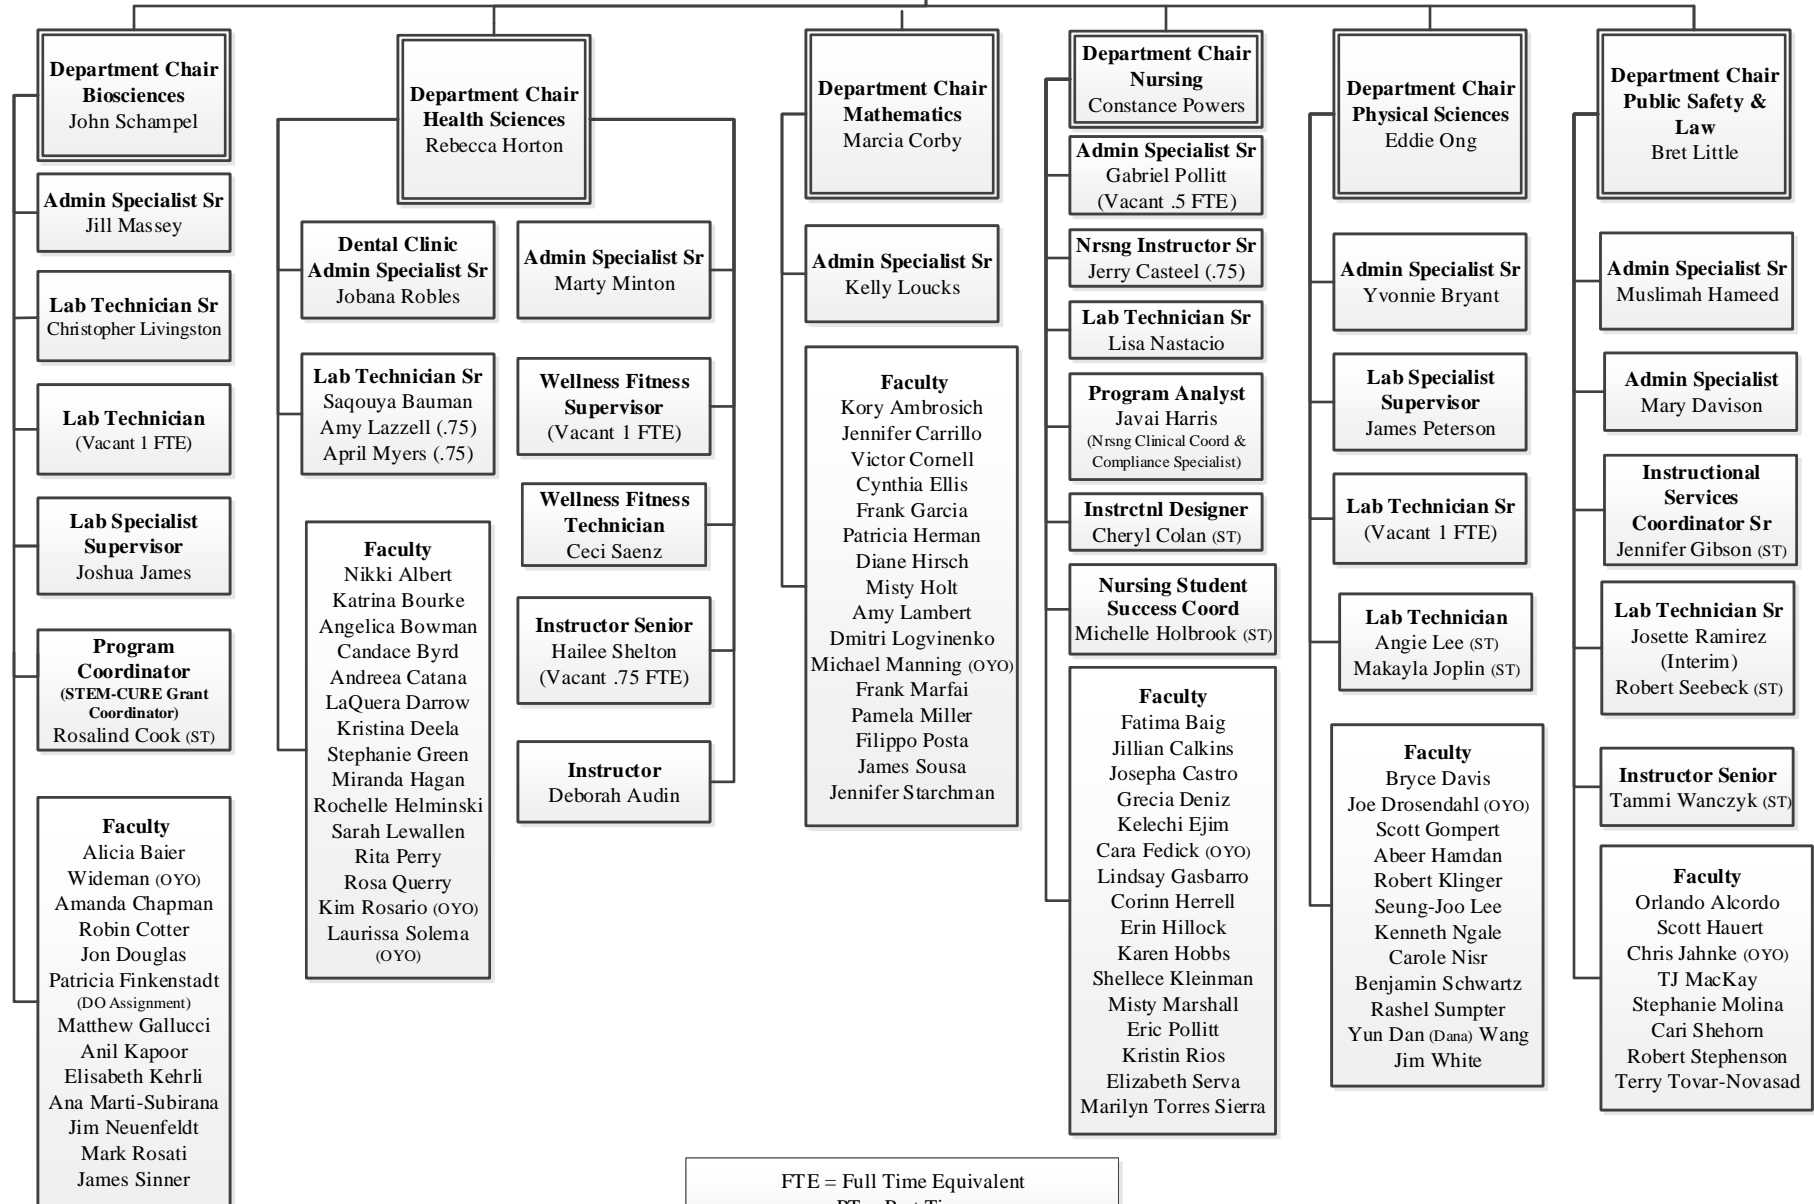 Department Chair
Biosciences
John Schampel
Admin Specialist Sr
Jill Massey
Lab Technician Sr
Christopher Livingston
Lab Technician
(Vacant 1 FTE)
Lab Specialist
Supervisor
Joshua James
Program
Coordinator
(STEM-CURE Grant
Coordinator)
Rosalind Cook (ST)
Faculty
Alicia Baier
Wideman (OYO)
Amanda Chapman
Robin Cotter
Jon Douglas
Patricia Finkenstadt
(DO Assignment)
Matthew Gallucci
Anil Kapoor
Elisabeth Kehrli
Ana Marti-Subirana
Jim Neuenfeldt
Mark Rosati
James Sinner
Department Chair
Health Sciences
Rebecca Horton
Dental Clinic
Admin Specialist Sr
Jobana Robles
Lab Technician Sr
Saqouya Bauman
Amy Lazzell (.75)
April Myers (.75)
Faculty
Nikki Albert
Katrina Bourke
Angelica Bowman
Candace Byrd
Andreea Catana
LaQuera Darrow
Kristina Deela
Stephanie Green
Miranda Hagan
Rochelle Helminski
Sarah Lewallen
Rita Perry
Rosa Querry
Kim Rosario (OYO)
Laurissa Solema
(OYO)
Admin Specialist Sr
Marty Minton
Wellness Fitness
Supervisor
(Vacant 1 FTE)
Wellness Fitness
Technician
Ceci Saenz
Instructor Senior
Hailee Shelton
(Vacant .75 FTE)
Instructor
Deborah Audin
Department Chair
Mathematics
Marcia Corby
Admin Specialist Sr
Kelly Loucks
Faculty
Kory Ambrosich
Jennifer Carrillo
Victor Cornell
Cynthia Ellis
Frank Garcia
Patricia Herman
Diane Hirsch
Misty Holt
Amy Lambert
Dmitri Logvinenko
Michael Manning (OYO)
Frank Marfai
Pamela Miller
Filippo Posta
James Sousa
Jennifer Starchman
Department Chair
Nursing
Constance Powers
Admin Specialist Sr
Gabriel Pollitt
(Vacant .5 FTE)
Nrsng Instructor Sr
Jerry Casteel (.75)
Lab Technician Sr
Lisa Nastacio
Program Analyst
Javai Harris
(Nrsng Clinical Coord &
Compliance Specialist)
Instrctnl Designer
Cheryl Colan (ST)
Nursing Student
Success Coord
Michelle Holbrook (ST)
Faculty
Fatima Baig
Jillian Calkins
Josepha Castro
Grecia Deniz
Kelechi Ejim
Cara Fedick (OYO)
Lindsay Gasbarro
Corinn Herrell
Erin Hillock
Karen Hobbs
Shellece Kleinman
Misty Marshall
Eric Pollitt
Kristin Rios
Elizabeth Serva
Marilyn Torres Sierra
Department Chair
Physical Sciences
Eddie Ong
Admin Specialist Sr
Yvonnie Bryant
Lab Specialist
Supervisor
James Peterson
Lab Technician Sr
(Vacant 1 FTE)
Lab Technician
Angie Lee (ST)
Makayla Joplin (ST)
Faculty
Bryce Davis
Joe Drosendahl (OYO)
Scott Gompert
Abeer Hamdan
Robert Klinger
Seung-Joo Lee
Kenneth Ngale
Carole Nisr
Benjamin Schwartz
Rashel Sumpter
Yun Dan (Dana) Wang
Jim White
Department Chair
Public Safety &
Law
Bret Little
Admin Specialist Sr
Muslimah Hameed
Admin Specialist
Mary Davison
Instructional
Services
Coordinator Sr
Jennifer Gibson (ST)
Lab Technician Sr
Josette Ramirez
(Interim)
Robert Seebeck (ST)
Instructor Senior
Tammi Wanczyk (ST)
Faculty
Orlando Alcordo
Scott Hauert
Chris Jahnke (OYO)
TJ MacKay
Stephanie Molina
Cari Shehorn
Robert Stephenson
Terry Tovar-Novasad
FTE = Full Time Equivalent